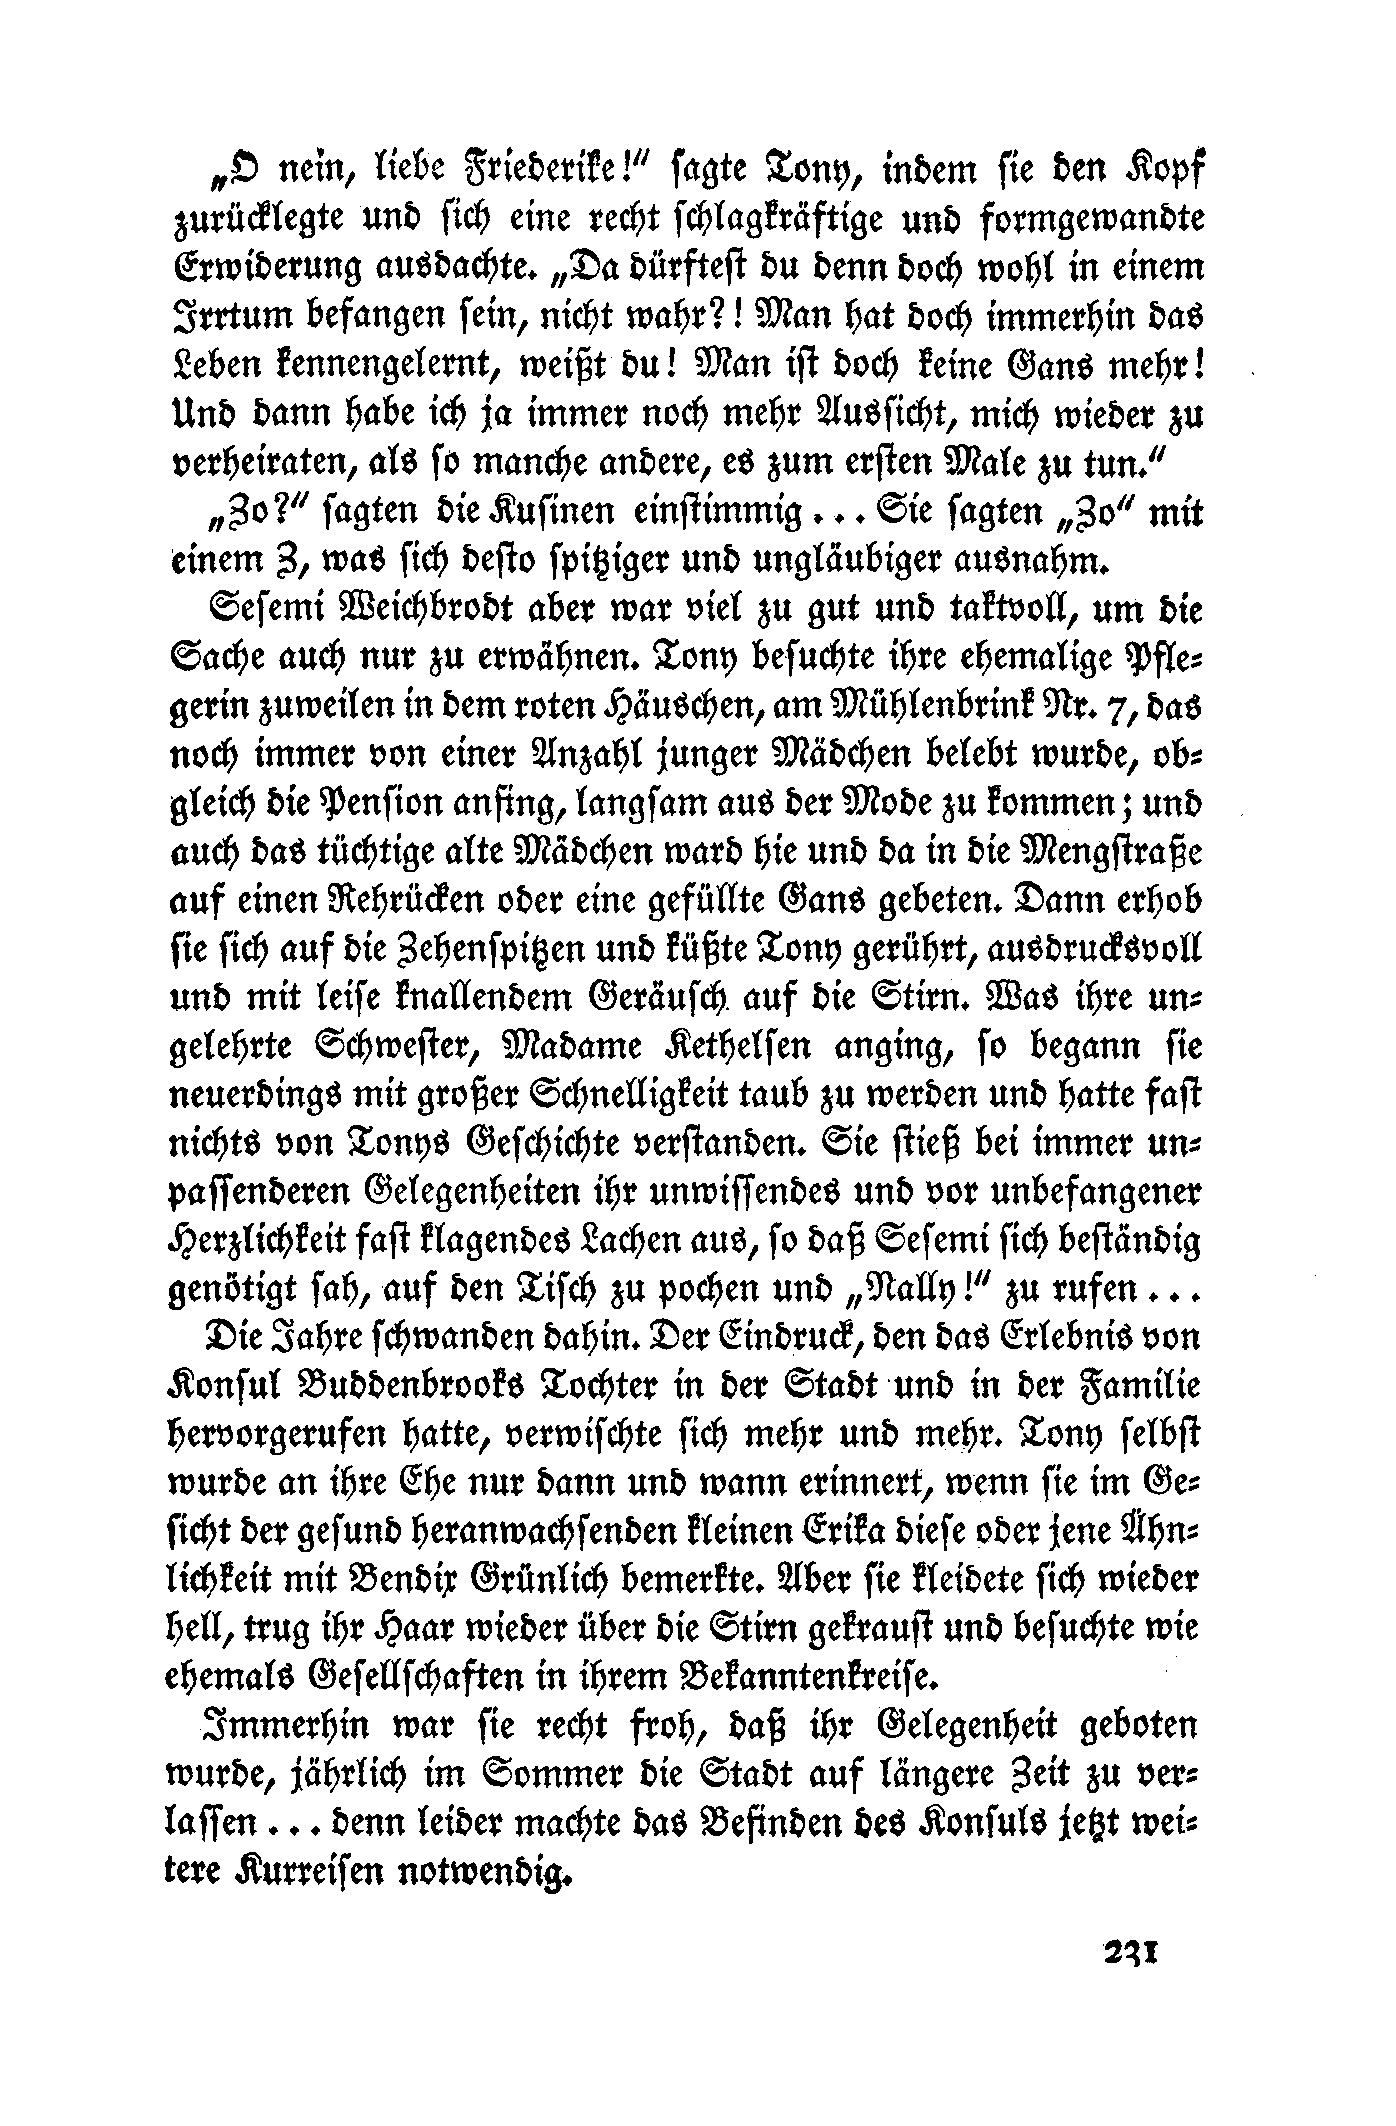 „O nein, liebe Friederike!“ sagte Tony, indem sie den Kopf
zurücklegte und sich eine recht schlagkräftige und formgewandte
Erwiderung ausdachte. „Da dürftest du denn doch wohl in einem
Irrtum befangen sein, nicht wahr?! Man hat doch immerhin das
Leben kennengelernt, weißt du! Man ist doch keine Gans mehr!
Und dann habe ich ja immer noch mehr Aussicht, mich wieder zu
verheiraten, als so manche andere, es zum ersten Male zu tun.“
„Zo?“ sagten die Kusinen einstimmig... Sie sagten „Zo“ mit
einem Z, was sich desto spitziger und ungläubiger ausnahm.
Sesemi Weichbrodt aber war viel zu gut und taktvoll, um die
Sache auch nur zu erwähnen. Tony besuchte ihre ehemalige Pfle-
gerin zuweilen in dem roten Häuschen, am Mühlenbrink Nr. 7, das
noch immer von einer Anzahl junger Mädchen belebt wurde, ob-
gleich die Pension anfing, langsam aus der Mode zu kommen; und
auch das tüchtige alte Mädchen ward hie und da in die Mengstraße
auf einen Rehrücken oder eine gefüllte Gans gebeten. Dann erhob
sie sich auf die Zehenspitzen und küßte Tony gerührt, ausdrucksvoll
und mit leise knallendem Geräusch auf die Stirn. Was ihre un-
gelehrte Schwester, Madame Kethelsen anging, so begann sie
neuerdings mit großer Schnelligkeit taub zu werden und hatte fast
nichts von Tonys Geschichte verstanden. Sie stieß bei immer un-
passenderen Gelegenheiten ihr unwissendes und vor unbefangener
Herzlichkeit fast klagendes Lachen aus, so daß Sesemi sich beständig
genötigt sah, auf den Tisch zu pochen und „Nally!“ zu rufen...
Die Jahre schwanden dahin. Der Eindruck, den das Erlebnis von
Konsul Buddenbrooks Tochter in der Stadt und in der Familie
hervorgerufen hatte, verwischte sich mehr und mehr. Tony selbst
wurde an ihre Ehe nur dann und wann erinnert, wenn sie im Ge-
sicht der gesund heranwachsenden kleinen Erika diese oder jene Ähn-
lichkeit mit Bendix Grünlich bemerkte. Aber sie kleidete sich wieder
hell, trug ihr Haar wieder über die Stirn gekraust und besuchte wie
ehemals Gesellschaften in ihrem Bekanntenkreise.
Immerhin war sie recht froh, daß ihr Gelegenheit geboten
wurde, jährlich im Sommer die Stadt auf längere Zeit zu ver-
lassen... denn leider machte das Befinden des Konsuls jetzt wei-
tere Kurreisen notwendig.
231